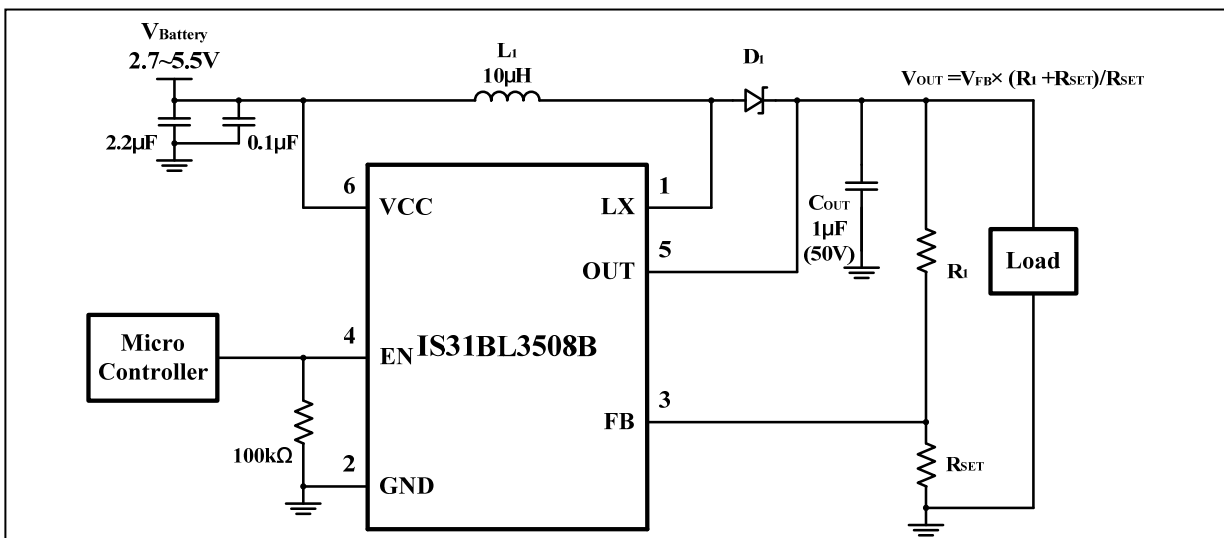 VBattery
2.7~5.5V
L1
10µH
D1
VOUT =VFB× (R1 +RSET)/RSET
2.2µF
0.1µF
6
VCC
1
LX
COUT
1µF
(50V)
5
OUT
R1
Load
Micro
Controller
4
EN
IS31BL3508B
3
FB
100kΩ
2
GND
RSET